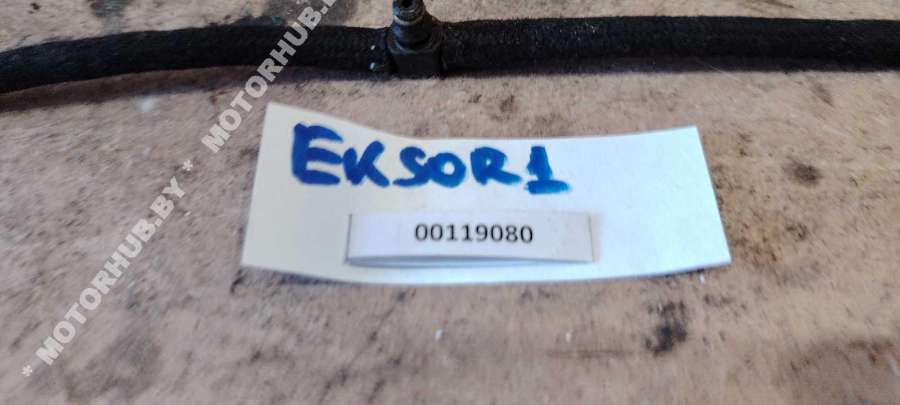 EKSOR1
00119080
* MOTORHUB.BY * MOTORHUB.BY